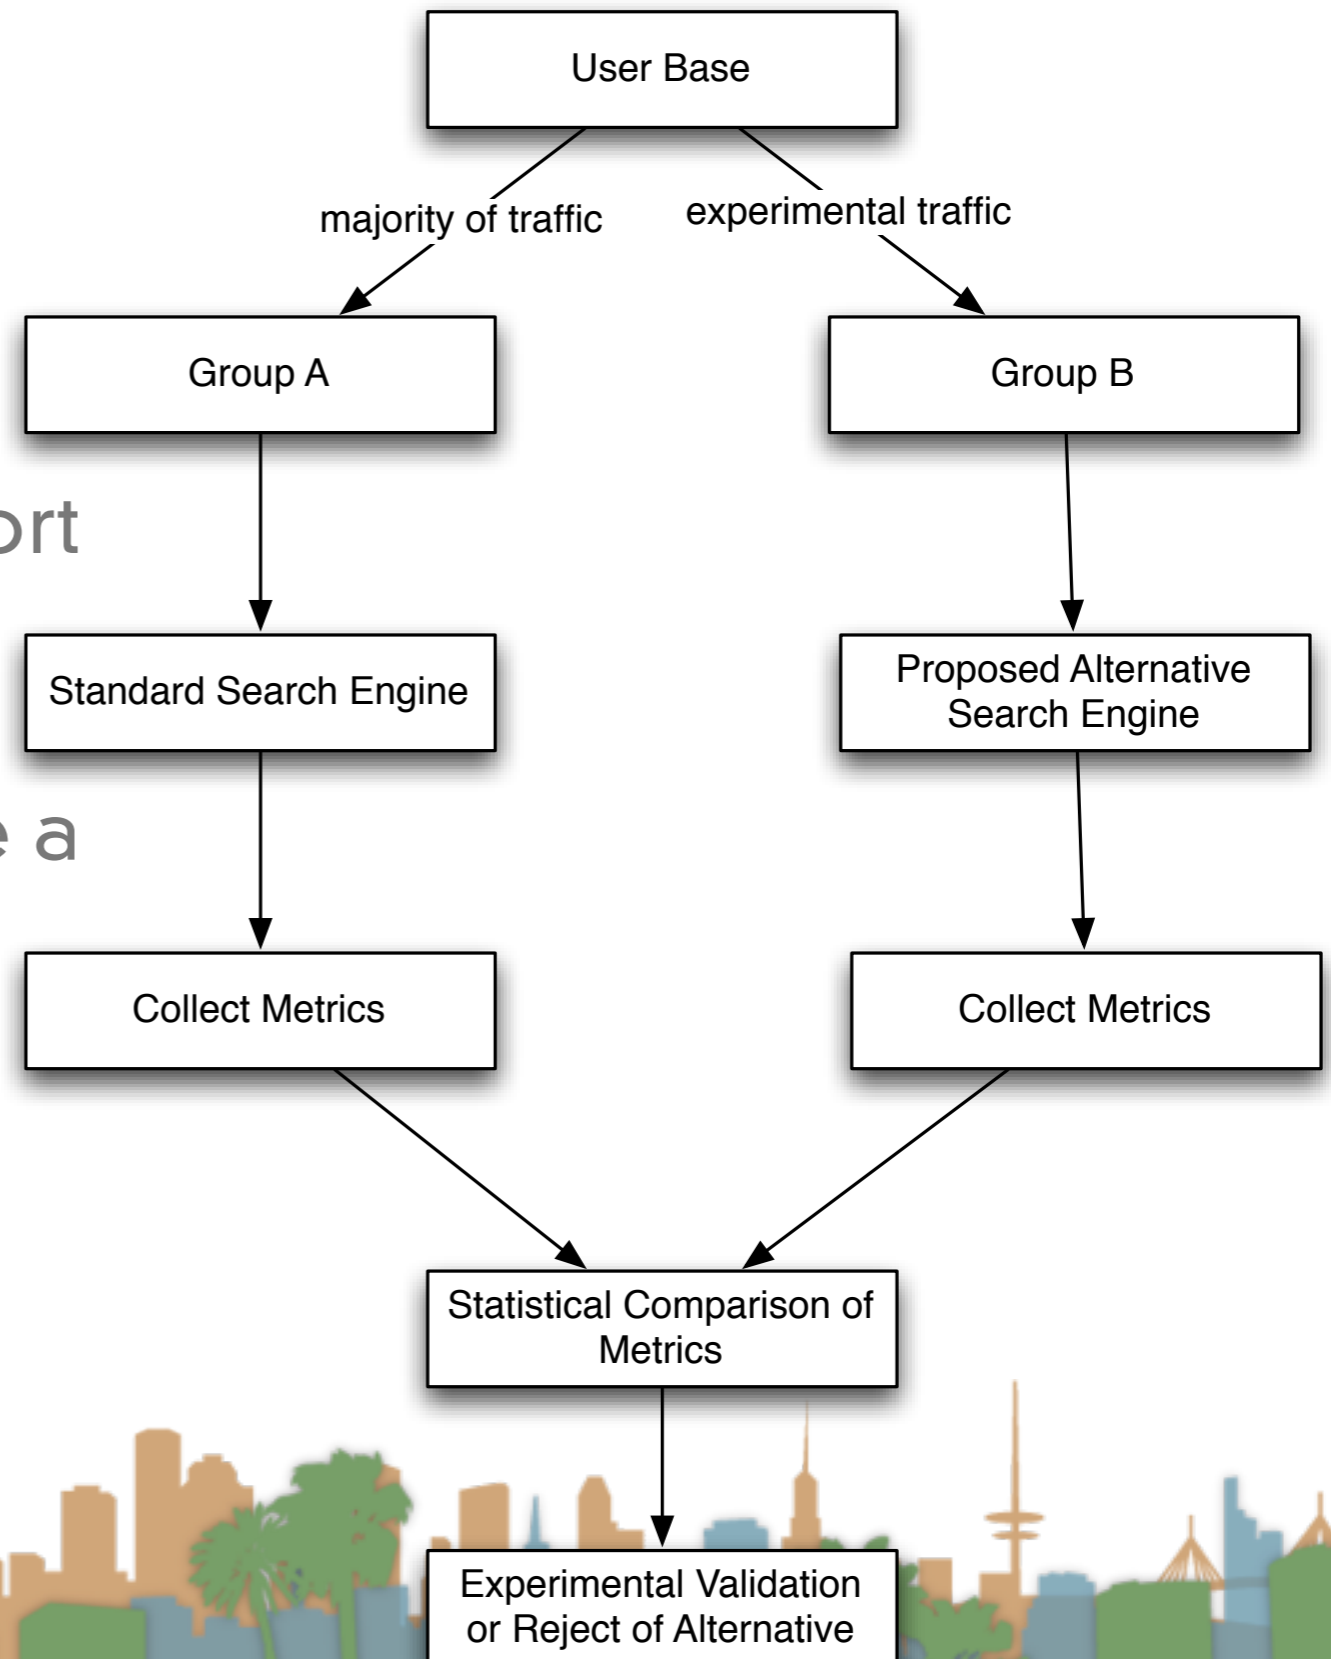 User Base
majority of traffic
experimental traffic
Group A
Group B
ort
Standard Search Engine
Proposed Alternative
Search Engine
e a
Collect Metrics
Collect Metrics
Statistical Comparison of
Metrics
Experimental Validation
or Reject of Alternative